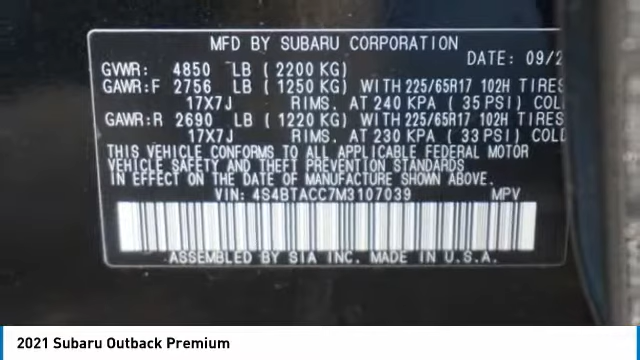 MFD BY SUBARU CORPORATION
DATE: 09/2
GVWR: 4850 LB (2200 KG)
GAWR:F 2756 LB (1250 KG) WITH 225/65R17 102H TIRES
17X7J RIMS. AT 240 KPA (35 PSI) COL
GAWR:R 2690 LB (1220 KG) WITH 225/65R17 102H TIRES
17X7J RIMS. AT 230 KPA (33 PSI) COL
THIS VEHICLE CONFORMS TO ALL APPLICABLE FEDERAL MOTOR
VEHICLE SAFETY AND THEFT PREVENTION STANDARDS
IN EFFECT ON THE DATE OF MANUFACTURE SHOWN ABOVE.
VIN: 4S4BTACC7M3107039 MPV
ASSEMBLED BY SIA INC. MADE IN U.S.A.
2021 Subaru Outback Premium